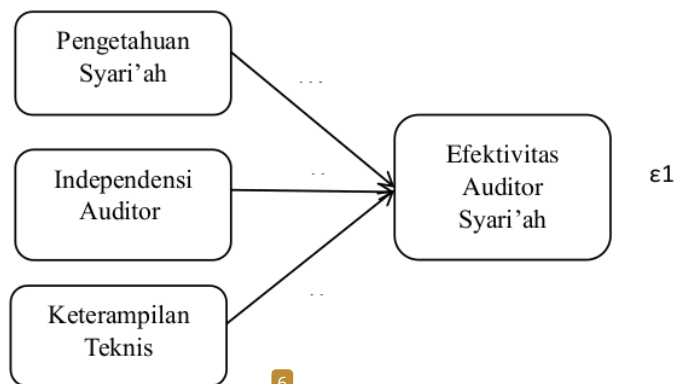 Pengetahuan
Syari’ah
Independensi
Auditor
Keterampilan
Teknis
Efektivitas
Auditor
Syari’ah
ε1
6